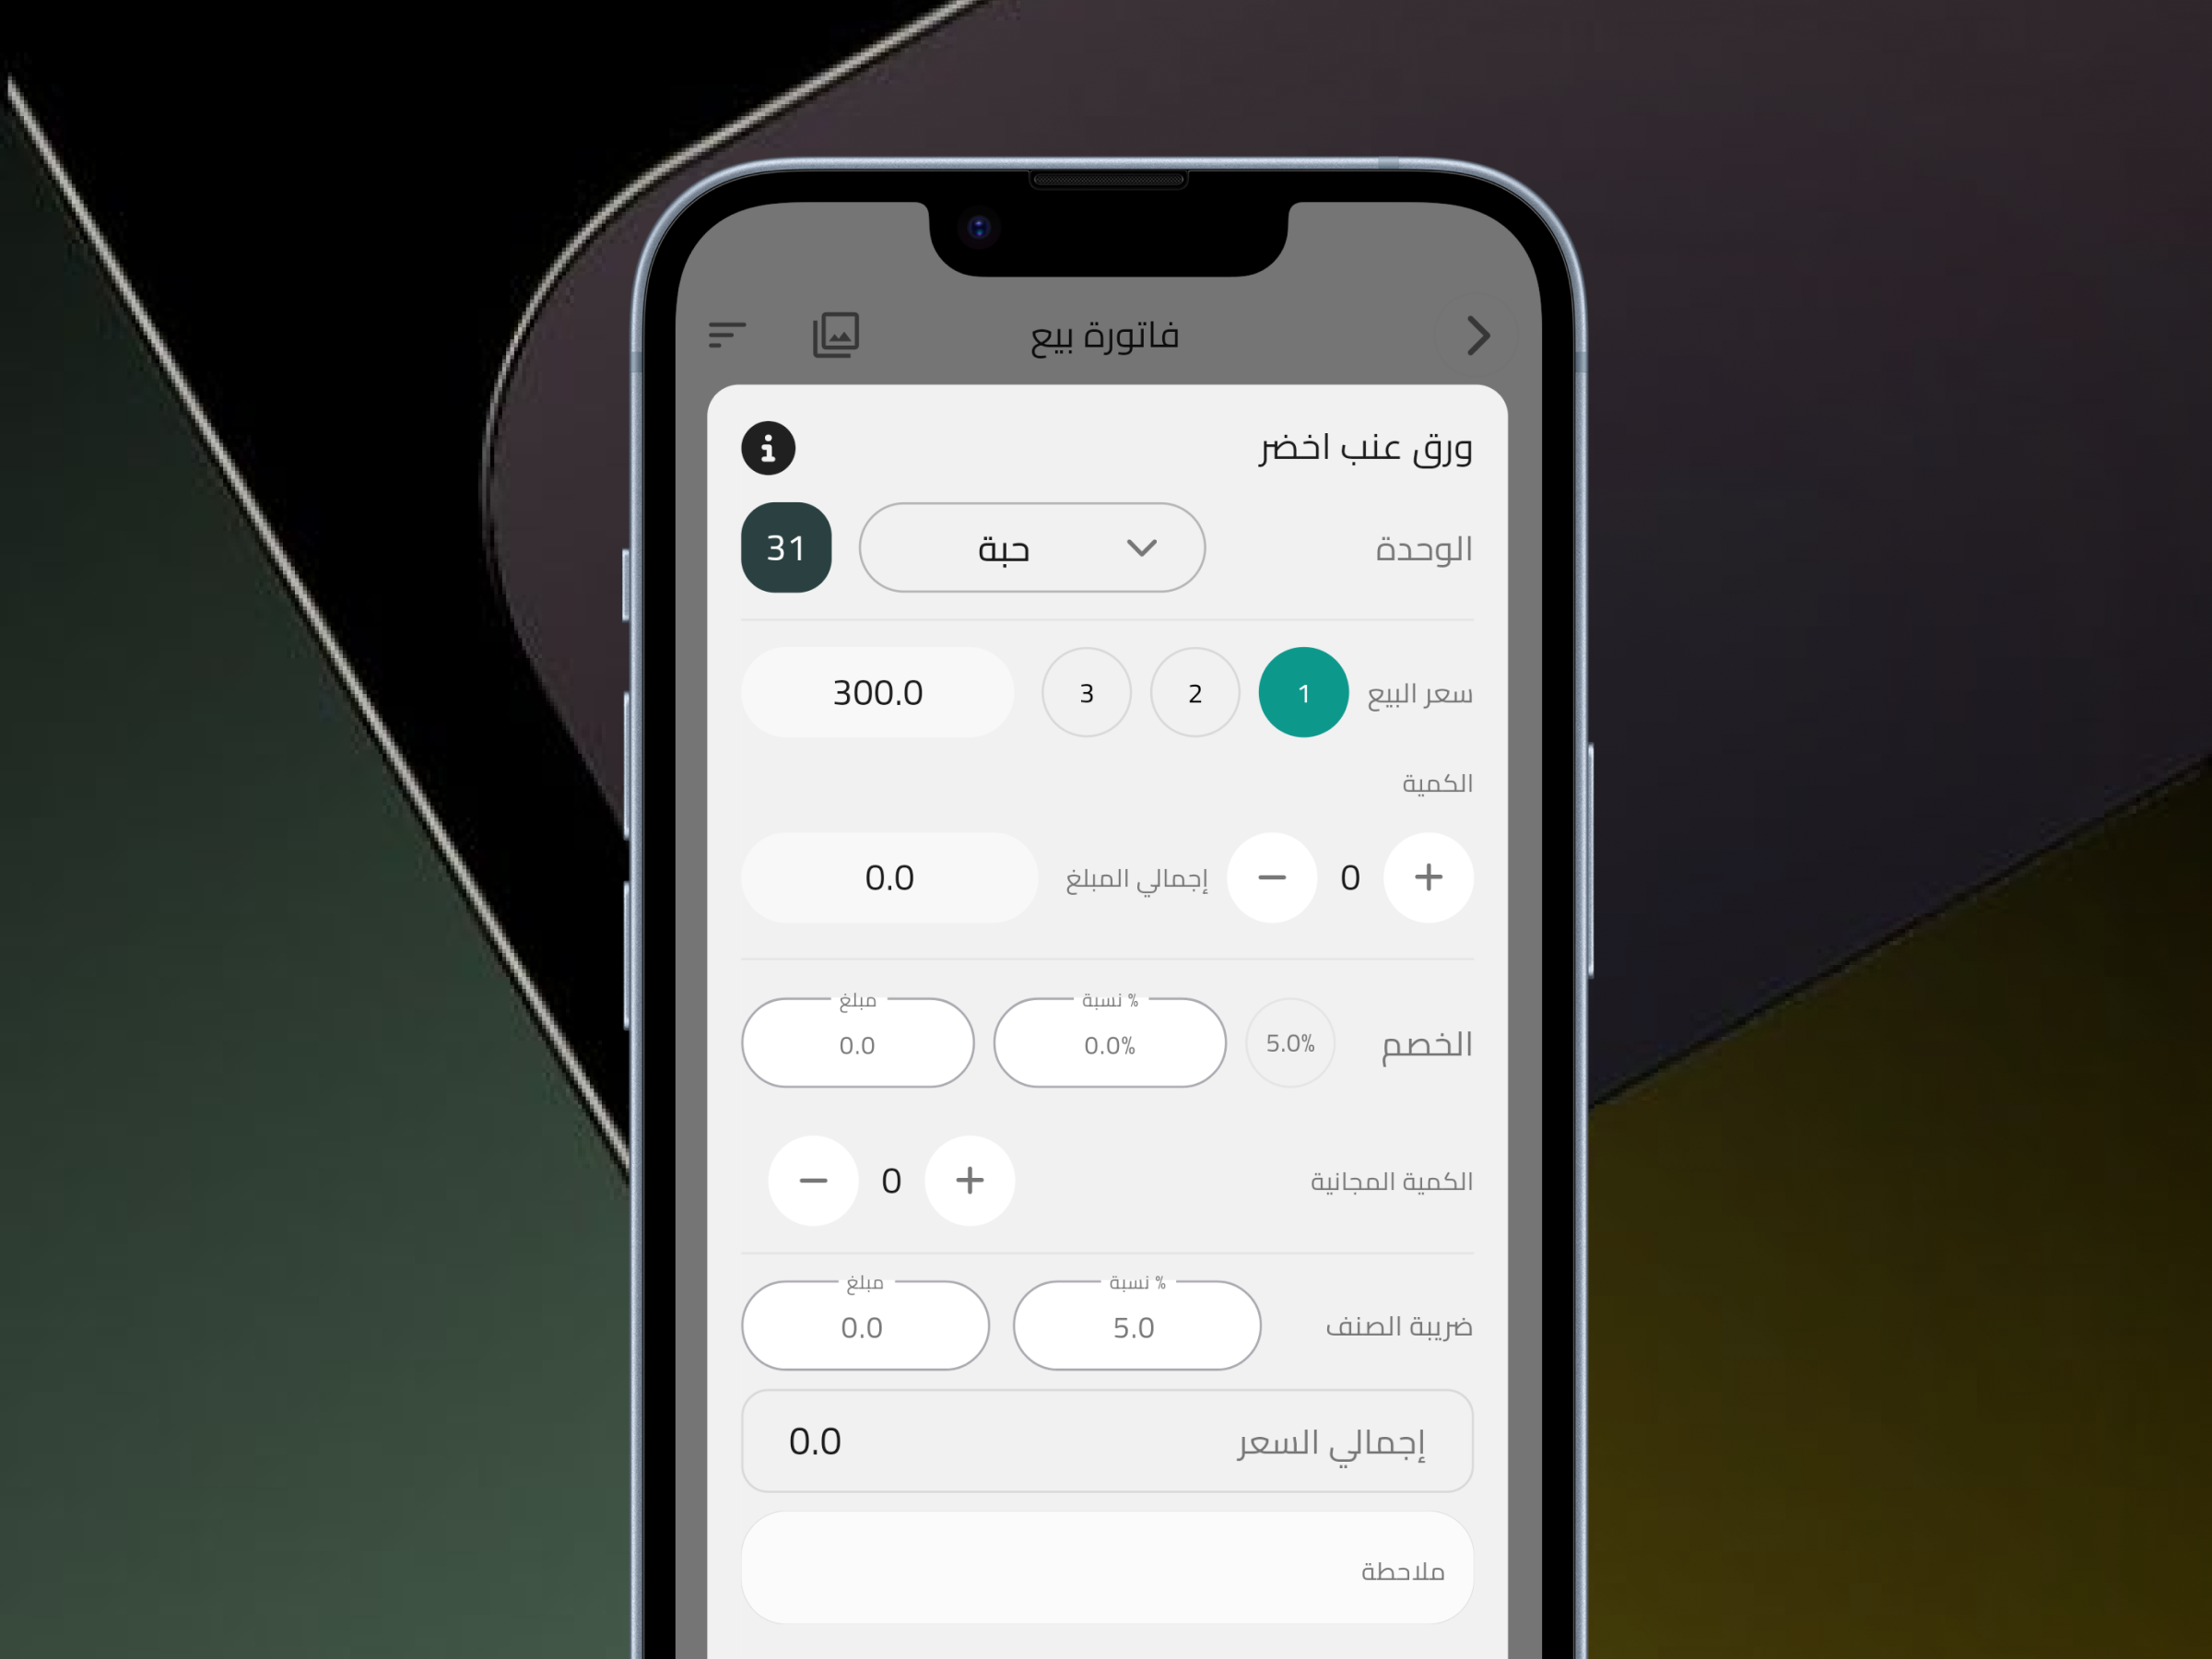 فاتورة بيع
ورق عنب اخضر
الوحدة حبة 31
سعر البيع 1 2 3 300.0
الكمية
+ 0 − إجمالي المبلغ 0.0
% نسبة مبلغ
الخصم 5.0% 0.0% 0.0
الكمية المجانية + 0 −
% نسبة مبلغ
ضريبة الصنف 5.0 0.0
إجمالي السعر 0.0
ملاحطة